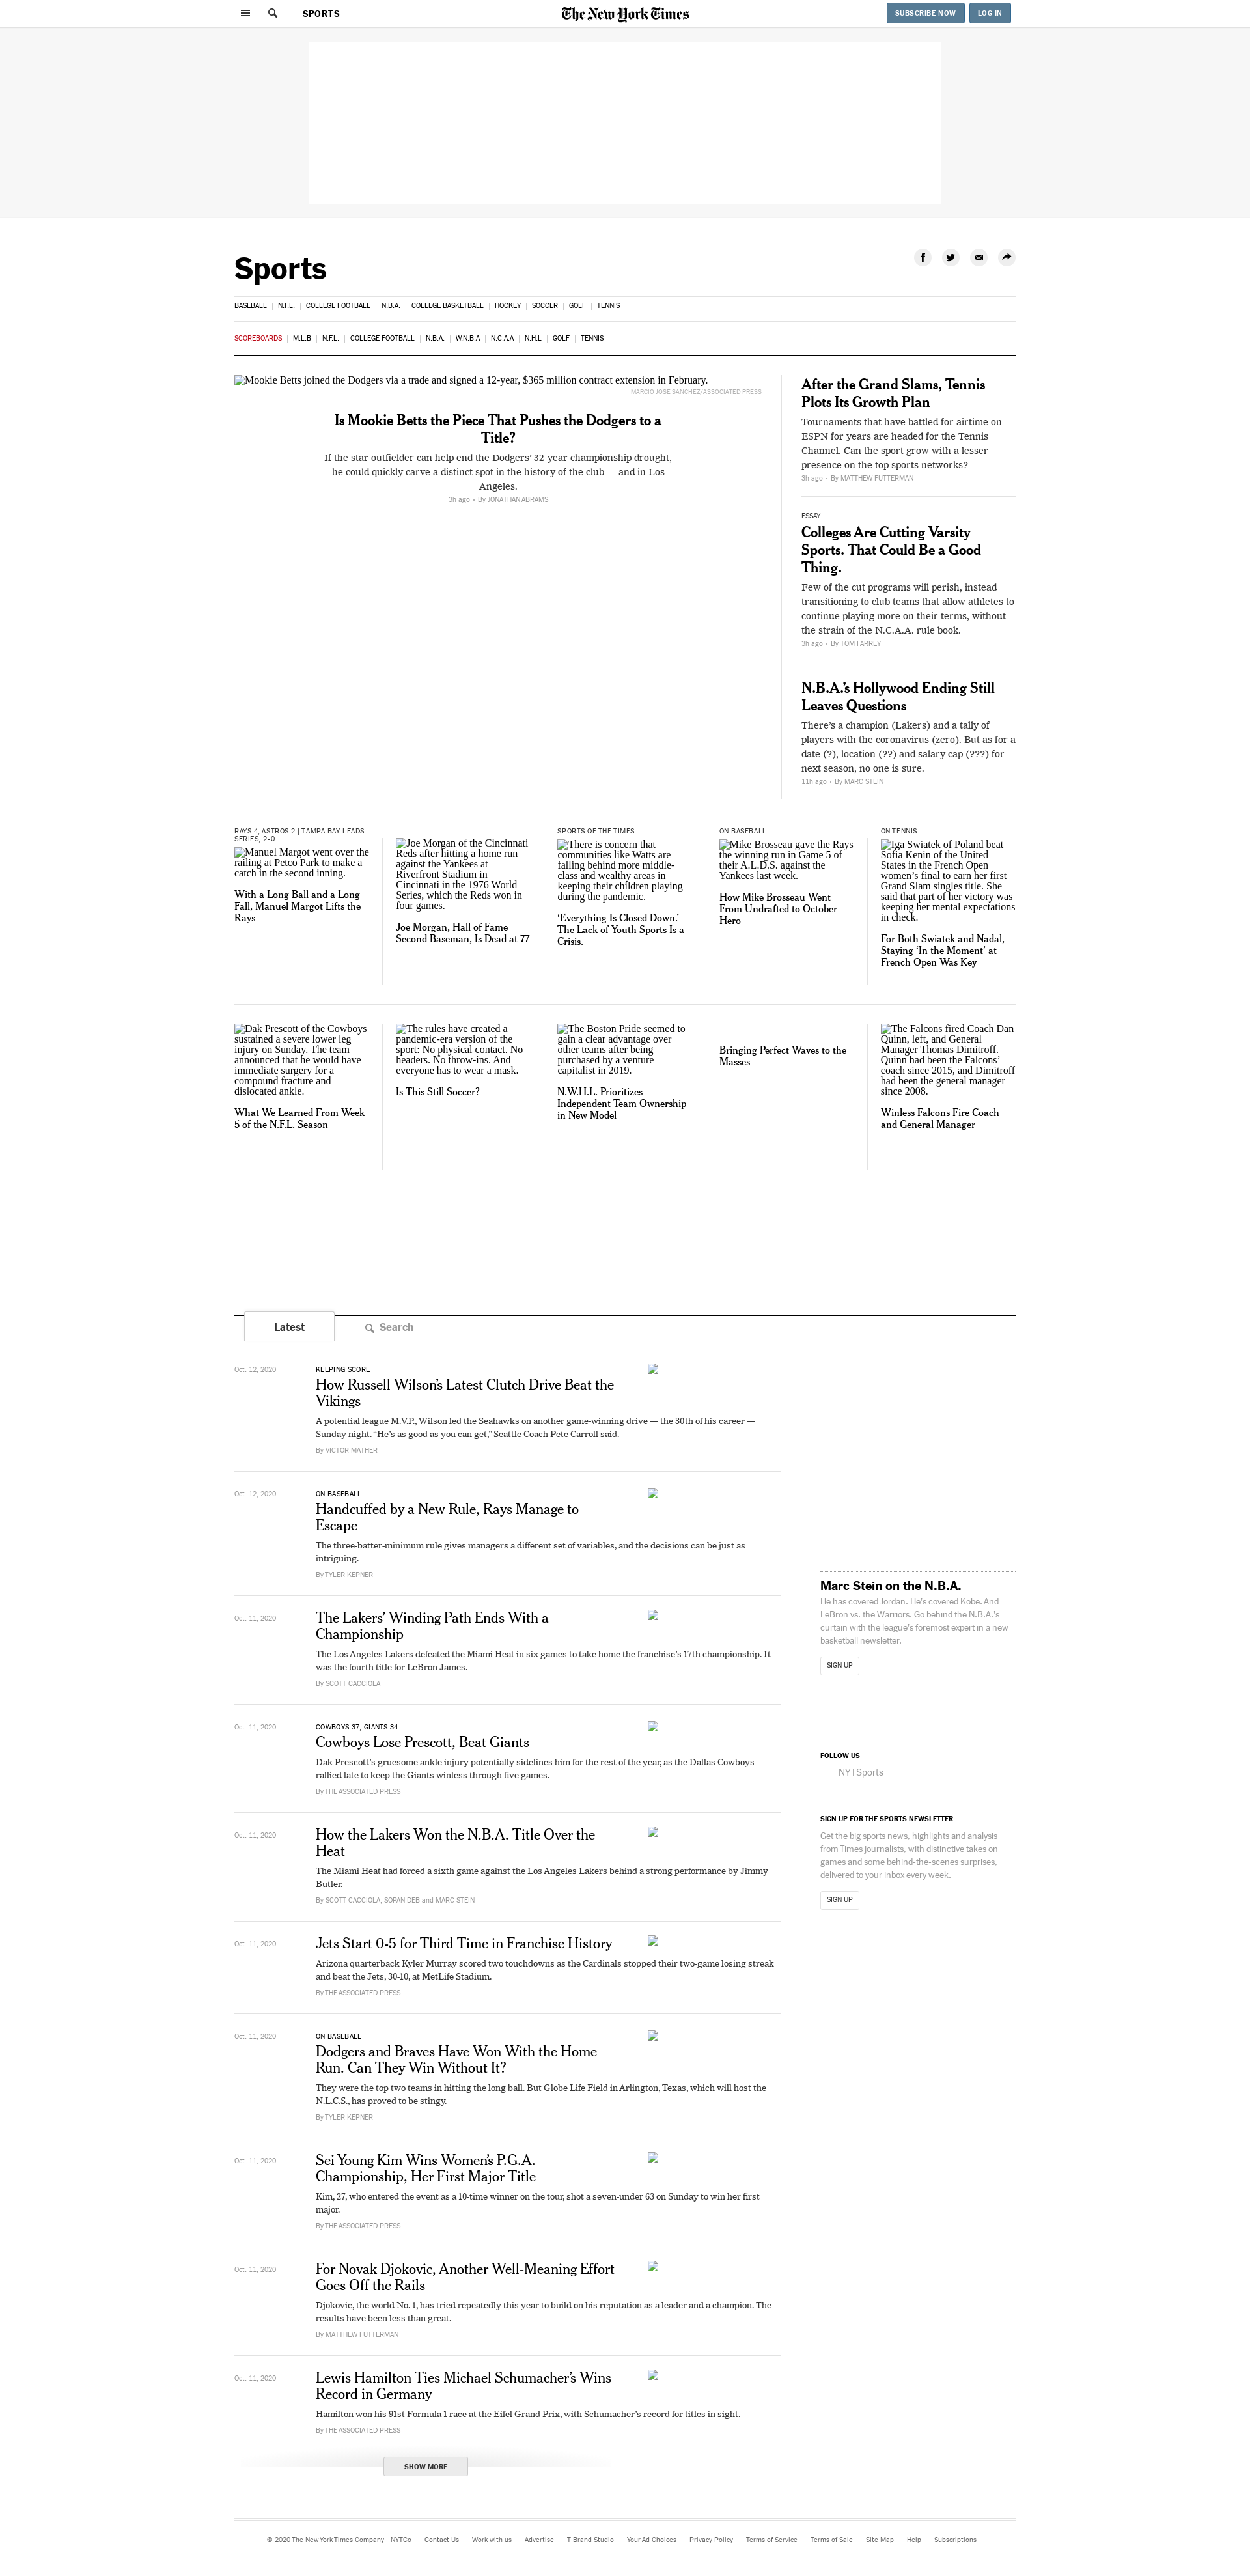 SPORTS
The New York Times
SUBSCRIBE NOW
LOG IN
Sports
BASEBALL | N.F.L. | COLLEGE FOOTBALL | N.B.A. | COLLEGE BASKETBALL | HOCKEY | SOCCER | GOLF | TENNIS
SCOREBOARDS | M.L.B | N.F.L. | COLLEGE FOOTBALL | N.B.A. | W.N.B.A | N.C.A.A | N.H.L | GOLF | TENNIS
Mookie Betts joined the Dodgers via a trade and signed a 12-year, $365 million contract extension in February.
MARCIO JOSE SANCHEZ/ASSOCIATED PRESS
Is Mookie Betts the Piece That Pushes the Dodgers to a
Title?
If the star outfielder can help end the Dodgers' 32-year championship drought,
he could quickly carve a distinct spot in the history of the club — and in Los
Angeles.
3h ago • By JONATHAN ABRAMS
After the Grand Slams, Tennis
Plots Its Growth Plan
Tournaments that have battled for airtime on
ESPN for years are headed for the Tennis
Channel. Can the sport grow with a lesser
presence on the top sports networks?
3h ago • By MATTHEW FUTTERMAN
ESSAY
Colleges Are Cutting Varsity
Sports. That Could Be a Good
Thing.
Few of the cut programs will perish, instead
transitioning to club teams that allow athletes to
continue playing more on their terms, without
the strain of the N.C.A.A. rule book.
3h ago • By TOM FARREY
N.B.A.'s Hollywood Ending Still
Leaves Questions
There's a champion (Lakers) and a tally of
players with the coronavirus (zero). But as for a
date (?), location (??) and salary cap (???) for
next season, no one is sure.
11h ago • By MARC STEIN
RAYS 4, ASTROS 2 | TAMPA BAY LEADS
SERIES, 2-0
Manuel Margot went over the
railing at Petco Park to make a
catch in the second inning.
With a Long Ball and a Long
Fall, Manuel Margot Lifts the
Rays
Joe Morgan of the Cincinnati
Reds after hitting a home run
against the Yankees at
Riverfront Stadium in
Cincinnati in the 1976 World
Series, which the Reds won in
four games.
Joe Morgan, Hall of Fame
Second Baseman, Is Dead at 77
SPORTS OF THE TIMES
There is concern that
communities like Watts are
falling behind more middle-
class and wealthy areas in
keeping their children playing
during the pandemic.
‘Everything Is Closed Down.’
The Lack of Youth Sports Is a
Crisis.
ON BASEBALL
Mike Brosseau gave the Rays
the winning run in Game 5 of
their A.L.D.S. against the
Yankees last week.
How Mike Brosseau Went
From Undrafted to October
Hero
ON TENNIS
Iga Swiatek of Poland beat
Sofia Kenin of the United
States in the French Open
women's final to earn her first
Grand Slam singles title. She
said that part of her victory was
keeping her mental expectations
in check.
For Both Swiatek and Nadal,
Staying ‘In the Moment’ at
French Open Was Key
Dak Prescott of the Cowboys
sustained a severe lower leg
injury on Sunday. The team
announced that he would have
immediate surgery for a
compound fracture and
dislocated ankle.
What We Learned From Week
5 of the N.F.L. Season
The rules have created a
pandemic-era version of the
sport: No physical contact. No
headers. No throw-ins. And
everyone has to wear a mask.
Is This Still Soccer?
The Boston Pride seemed to
gain a clear advantage over
other teams after being
purchased by a venture
capitalist in 2019.
N.W.H.L. Prioritizes
Independent Team Ownership
in New Model
Bringing Perfect Waves to the
Masses
The Falcons fired Coach Dan
Quinn, left, and General
Manager Thomas Dimitroff.
Quinn had been the Falcons'
coach since 2015, and Dimitroff
had been the general manager
since 2008.
Winless Falcons Fire Coach
and General Manager
Latest
Search
Oct. 12, 2020
KEEPING SCORE
How Russell Wilson's Latest Clutch Drive Beat the
Vikings
A potential league M.V.P., Wilson led the Seahawks on another game-winning drive — the 30th of his career —
Sunday night. “He's as good as you can get,” Seattle Coach Pete Carroll said.
By VICTOR MATHER
Oct. 12, 2020
ON BASEBALL
Handcuffed by a New Rule, Rays Manage to
Escape
The three-batter-minimum rule gives managers a different set of variables, and the decisions can be just as
intriguing.
By TYLER KEPNER
Oct. 11, 2020
The Lakers' Winding Path Ends With a
Championship
The Los Angeles Lakers defeated the Miami Heat in six games to take home the franchise's 17th championship. It
was the fourth title for LeBron James.
By SCOTT CACCIOLA
Oct. 11, 2020
COWBOYS 37, GIANTS 34
Cowboys Lose Prescott, Beat Giants
Dak Prescott's gruesome ankle injury potentially sidelines him for the rest of the year, as the Dallas Cowboys
rallied late to keep the Giants winless through five games.
By THE ASSOCIATED PRESS
Oct. 11, 2020
How the Lakers Won the N.B.A. Title Over the
Heat
The Miami Heat had forced a sixth game against the Los Angeles Lakers behind a strong performance by Jimmy
Butler.
By SCOTT CACCIOLA, SOPAN DEB and MARC STEIN
Oct. 11, 2020
Jets Start 0-5 for Third Time in Franchise History
Arizona quarterback Kyler Murray scored two touchdowns as the Cardinals stopped their two-game losing streak
and beat the Jets, 30-10, at MetLife Stadium.
By THE ASSOCIATED PRESS
Oct. 11, 2020
ON BASEBALL
Dodgers and Braves Have Won With the Home
Run. Can They Win Without It?
They were the top two teams in hitting the long ball. But Globe Life Field in Arlington, Texas, which will host the
N.L.C.S., has proved to be stingy.
By TYLER KEPNER
Oct. 11, 2020
Sei Young Kim Wins Women's P.G.A.
Championship, Her First Major Title
Kim, 27, who entered the event as a 10-time winner on the tour, shot a seven-under 63 on Sunday to win her first
major.
By THE ASSOCIATED PRESS
Oct. 11, 2020
For Novak Djokovic, Another Well-Meaning Effort
Goes Off the Rails
Djokovic, the world No. 1, has tried repeatedly this year to build on his reputation as a leader and a champion. The
results have been less than great.
By MATTHEW FUTTERMAN
Oct. 11, 2020
Lewis Hamilton Ties Michael Schumacher's Wins
Record in Germany
Hamilton won his 91st Formula 1 race at the Eifel Grand Prix, with Schumacher's record for titles in sight.
By THE ASSOCIATED PRESS
SHOW MORE
Marc Stein on the N.B.A.
He has covered Jordan. He's covered Kobe. And
LeBron vs. the Warriors. Go behind the N.B.A.'s
curtain with the league's foremost expert in a new
basketball newsletter.
SIGN UP
FOLLOW US
NYTSports
SIGN UP FOR THE SPORTS NEWSLETTER
Get the big sports news, highlights and analysis
from Times journalists, with distinctive takes on
games and some behind-the-scenes surprises,
delivered to your inbox every week.
SIGN UP
© 2020 The New York Times Company NYTCo Contact Us Work with us Advertise T Brand Studio Your Ad Choices Privacy Policy Terms of Service Terms of Sale Site Map Help Subscriptions